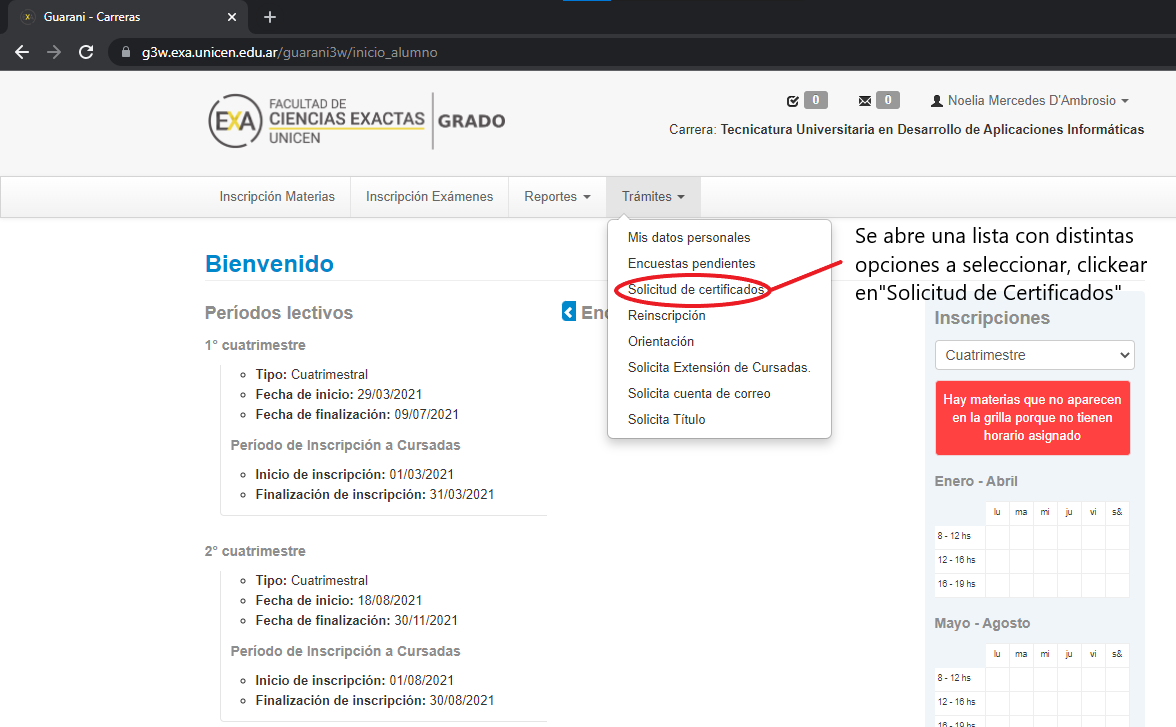 Guarani - Carreras
g3w.exa.unicen.edu.ar/guarani3w/inicio_alumno
EXA
FACULTAD DE
CIENCIAS EXACTAS
UNICEN
GRADO
0
0
Noelia Mercedes D'Ambrosio
Carrera: Tecnicatura Universitaria en Desarrollo de Aplicaciones Informáticas
Inscripción Materias
Inscripción Exámenes
Reportes
Trámites
Mis datos personales
Encuestas pendientes
Solicitud de certificados
Reinscripción
Orientación
Solicita Extensión de Cursadas.
Solicita cuenta de correo
Solicita Título
Se abre una lista con distintas
opciones a seleccionar, clickear
en"Solicitud de Certificados"
Bienvenido
Períodos lectivos
1° cuatrimestre
Tipo: Cuatrimestral
Fecha de inicio: 29/03/2021
Fecha de finalización: 09/07/2021
Período de Inscripción a Cursadas
Inicio de inscripción: 01/03/2021
Finalización de inscripción: 31/03/2021
2° cuatrimestre
Tipo: Cuatrimestral
Fecha de inicio: 18/08/2021
Fecha de finalización: 30/11/2021
Periodo de Inscripción a Cursadas
Inicio de inscripción: 01/08/2021
Finalización de inscripción: 30/08/2021
Inscripciones
Cuatrimestre
Hay materias que no aparecen
en la grilla porque no tienen
horario asignado
Enero - Abril
lu ma mi ju vi s&
8 - 12 hs
12 - 16 hs
16 - 19 hs
Mayo - Agosto
lu ma mi ju vi s&
8 - 12 hs
12 - 16 hs
16 - 19 hs